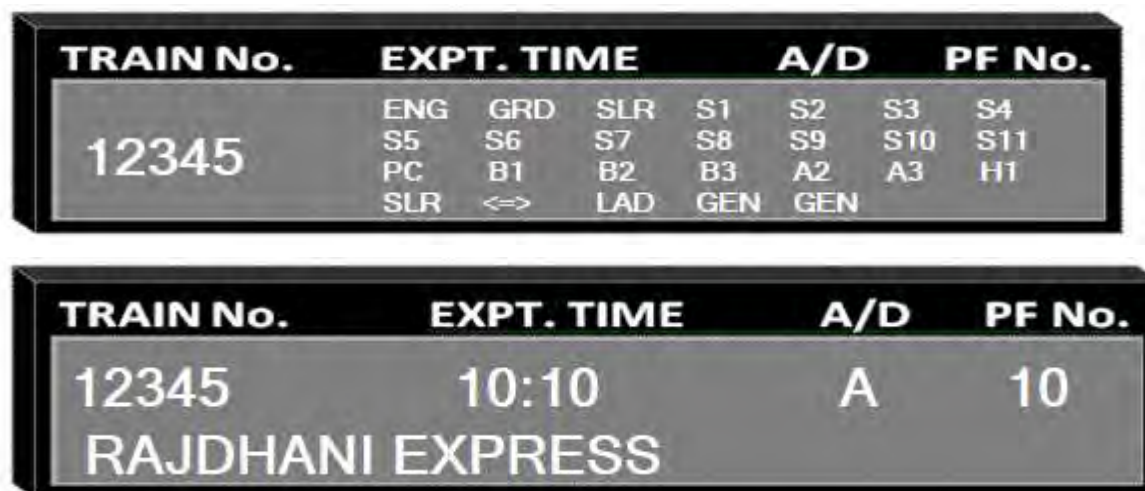 TRAIN No. EXPT. TIME A/D PF No.
ENG GRD SLR S1 S2 S3 S4
S5 S6 S7 S8 S9 S10 S11
12345
PC B1 B2 B3 A2 A3 H1
SLR <=> LAD GEN GEN
TRAIN No. EXPT. TIME A/D PF No.
12345 10:10 A 10
RAJDHANI EXPRESS